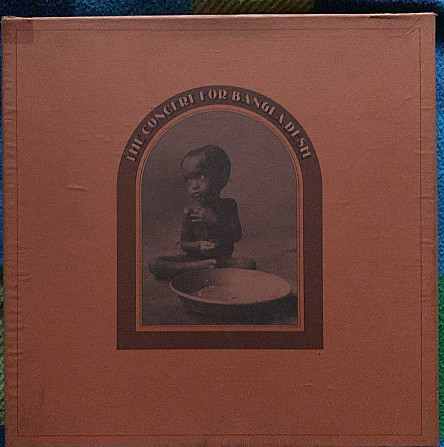 THE CONCERT FOR BANGLA DESH